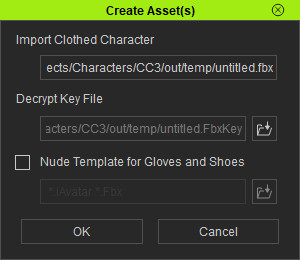 Create Asset(s)
Import Clothed Character
ects/Characters/CC3/out/temp/untitled.fbx
Decrypt Key File
acters/CC3/out/temp/untitled.FbxKey
Nude Template for Gloves and Shoes
*.iAvatar *.Fbx
OK
Cancel